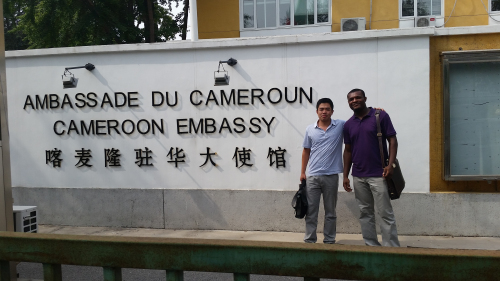 AMBASSADE DU CAMEROUN
CAMEROON EMBASSY
喀麦隆驻华大使馆